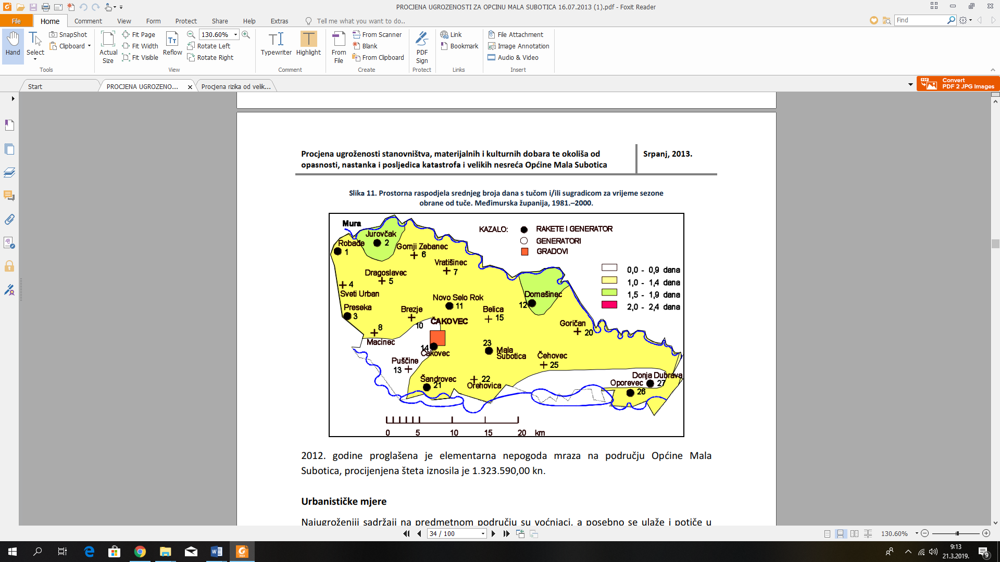 PROCJENA UGROZENOSTI ZA OPCINU MALA SUBOTICA 16.07.2013 (1).pdf - Foxit Reader
File Home Comment View Form Protect Share Help Extras Tell me what you want to do.. Find
Hand
Select
SnapShot
Clipboard
Tools
Actual Size
Fit Page
Fit Width
Fit Visible
Reflow
130.60%
Rotate Left
Rotate Right
View
Typewriter
Highlight
Comment
From File
From Scanner
Blank
From Clipboard
Create
PDF Sign
Protect
Link
Bookmark
Links
File Attachment
Image Annotation
Audio & Video
Insert
Start
PROCJENA UGROZENO...
Procjena rizika od velik...
Convert
PDF 2 JPG Images
Procjena ugroženosti stanovništva, materijalnih i kulturnih dobara te okoliša od
opasnosti, nastanka i posljedica katastrofa i velikih nesreća Općine Mala Subotica
Srpanj, 2013.
Slika 11. Prostorna raspodjela srednjeg broja dana s tučom i/ili sugradicom za vrijeme sezone
obrane od tuče. Međimurska županija, 1981.–2000.
Mura
KAZALO:
RAKETE I GENERATOR
GENERATORI
GRADOVI
0,0 - 0,9 dana
1,0 - 1,4 dana
1,5 - 1,9 dana
2,0 - 2,4 dana
Jurovčak
2
Robađe
1
Gornji Zebanec
6
Vratišinec
7
Dragoslavec
5
4
Sveti Urban
Novo Selo Rok
11
Domašinec
12
Preseka
3
Brezje
10
Belica
15
ČAKOVEC
Goričan
20
8
Macinec
14
Čakovec
23
Mala
Subotica
Puščine
13
Čehovec
25
Šandrovec
21
22
Orehovica
Donja Dubrava
27
Oporevec
26
0 5 10 15 20 km
2012. godine proglašena je elementarna nepogoda mraza na području Općine Mala
Subotica, procijenjena šteta iznosila je 1.323.590,00 kn.
Urbanističke mjere
Najugroženiji sadržaji na predmetnom području su voćnjaci, a posebno se ulaže i potiče u
34 / 100
130.60%
9:13
21.3.2019.
9